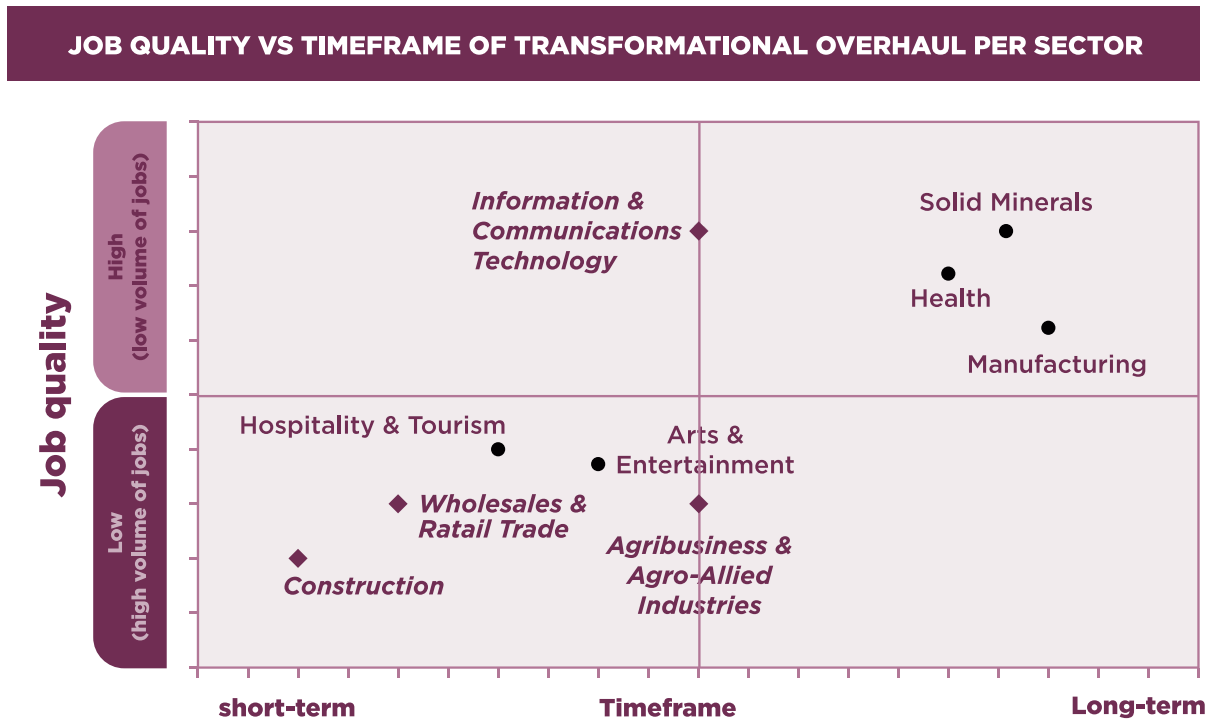 JOB QUALITY VS TIMEFRAME OF TRANSFORMATIONAL OVERHAUL PER SECTOR
Job quality
High
(low volume of jobs)
Low
(high volume of jobs)
Information &
Communications
Technology
Solid Minerals
Health
Manufacturing
Hospitality & Tourism
Arts &
Entertainment
Wholesales &
Ratail Trade
Agribusiness &
Agro-Allied
Industries
Construction
short-term
Timeframe
Long-term